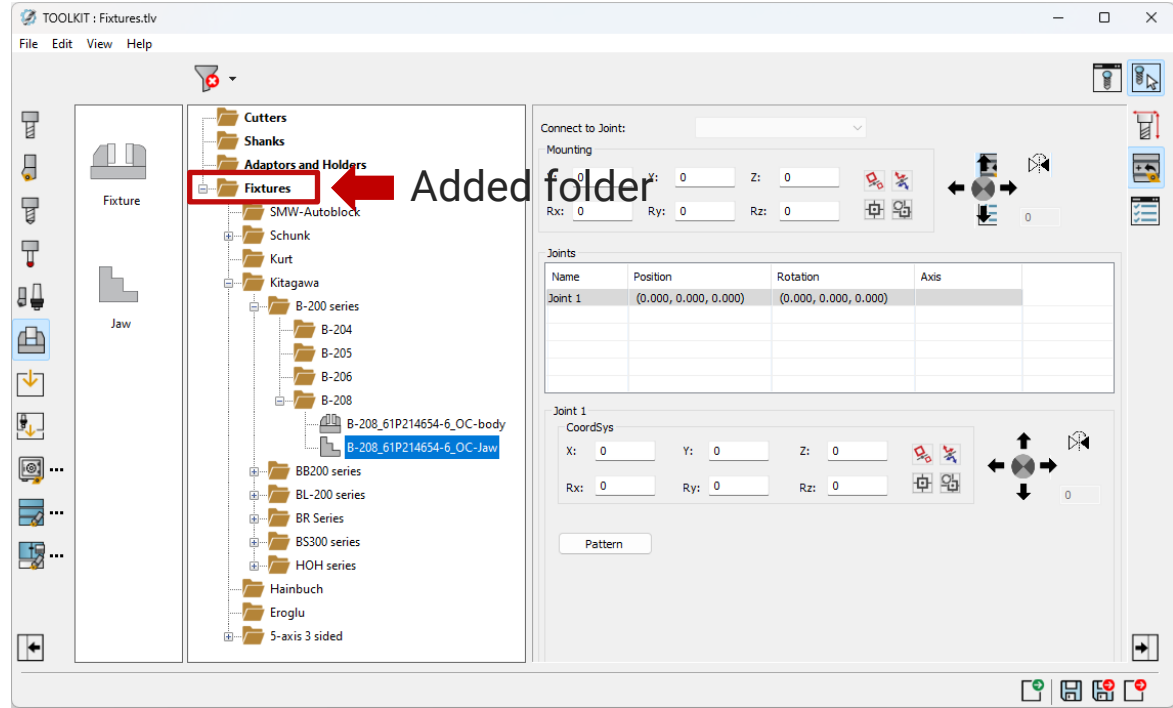 TOOLKIT : Fixtures.tlv
File Edit View Help
Fixture
Jaw
Cutters
Shanks
Adaptors and Holders
Fixtures
Added folder
SMW-Autoblock
Schunk
Kurt
Kitagawa
B-200 series
B-204
B-205
B-206
B-208
B-208_61P214654-6_OC-body
B-208_61P214654-6_OC-Jaw
BB200 series
BL-200 series
BR Series
BS300 series
HOH series
Hainbuch
Eroglu
5-axis 3 sided
Connect to Joint:
Mounting
0 Y: 0 Z: 0
Rx: 0 Ry: 0 Rz: 0
0
Joints
Name Position Rotation Axis
Joint 1 (0.000, 0.000, 0.000) (0.000, 0.000, 0.000)
Joint 1
CoordSys
X: 0 Y: 0 Z: 0
Rx: 0 Ry: 0 Rz: 0
0
Pattern